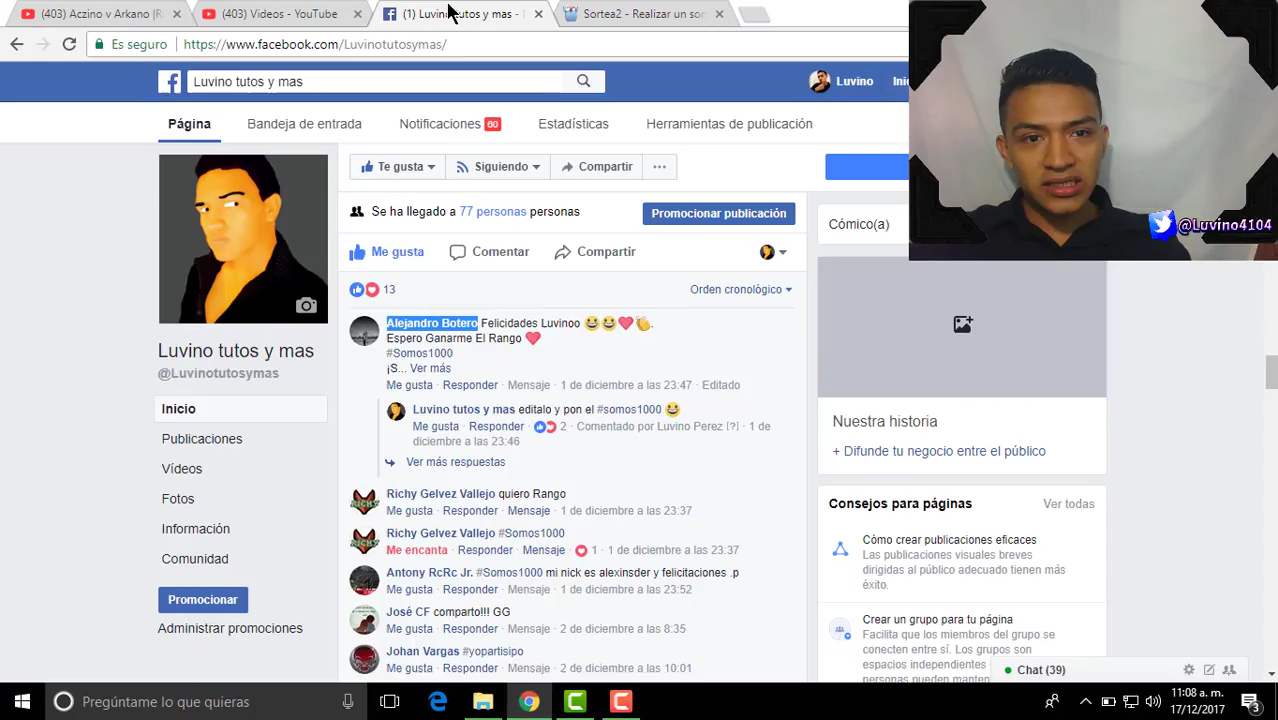 (403) Aczino v Arkano |R
(403) Videos - YouTube
(1) Luvino tutos y mas -
Sortea2 - Realizar un sor
Es seguro
https://www.facebook.com/Luvinotutosymas/
Luvino tutos y mas
Luvino
Inic
Página
Bandeja de entrada
Notificaciones 60
Estadísticas
Herramientas de publicación
Te gusta
Siguiendo
Compartir
Se ha llegado a 77 personas personas
Promocionar publicación
Me gusta
Comentar
Compartir
13
Orden cronológico
Alejandro Botero Felicidades Luvinoo
Espero Ganarme El Rango
#Somos1000
¡S... Ver más
Me gusta · Responder · Mensaje · 1 de diciembre a las 23:47 · Editado
Luvino tutos y mas editalo y pon el #somos1000
Me gusta · Responder · 2 · Comentado por Luvino Perez [?] · 1 de
diciembre a las 23:46
Ver más respuestas
Richy Gelvez Vallejo quiero Rango
Me gusta · Responder · Mensaje · 1 de diciembre a las 23:37
Richy Gelvez Vallejo #Somos1000
Me encanta · Responder · Mensaje · 1 · 1 de diciembre a las 23:37
Antony RcRc Jr. #Somos1000 mi nick es alexinsder y felicitaciones .p
Me gusta · Responder · Mensaje · 1 de diciembre a las 23:52
José CF comparto!!! GG
Me gusta · Responder · Mensaje · 2 de diciembre a las 8:35
Johan Vargas #yopartisipo
Me gusta · Responder · Mensaje · 2 de diciembre a las 10:01
Luvino tutos y mas
@Luvinotutosymas
Inicio
Publicaciones
Vídeos
Fotos
Información
Comunidad
Promocionar
Administrar promociones
Cómico(a)
@Luvino4104
Nuestra historia
+ Difunde tu negocio entre el público
Consejos para páginas
Ver todas
Cómo crear publicaciones eficaces
Las publicaciones visuales breves
dirigidas al público adecuado tienen más
éxito.
Crear un grupo para tu página
Facilita que los miembros del grupo se
conecten entre sí. Los grupos son
espacios independientes
personas pueden manten
Chat (39)
RICHY
RICHY
Pregúntame lo que quieras
11:08 a. m.
17/12/2017
3